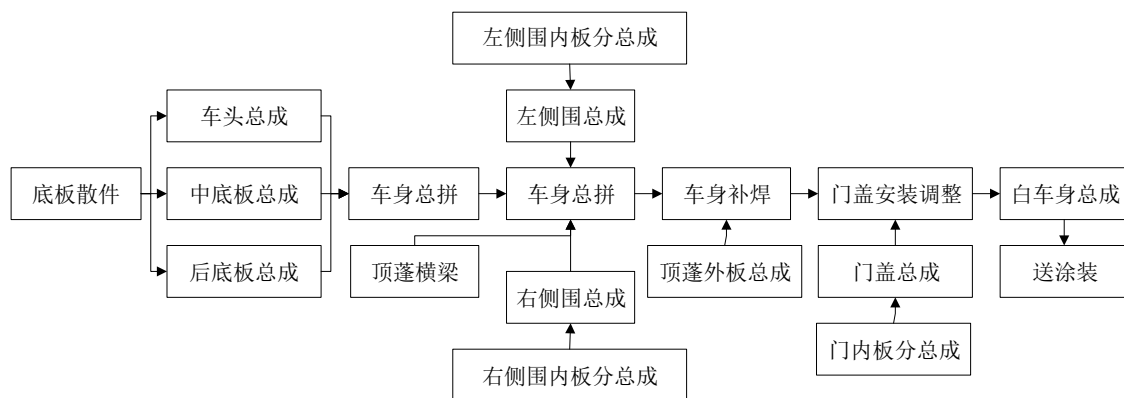 左侧围内板分总成
车头总成
左侧围总成
底板散件
中底板总成
车身总拼
车身总拼
车身补焊
门盖安装调整
白车身总成
后底板总成
顶蓬横梁
右侧围总成
顶蓬外板总成
门盖总成
送涂装
门内板分总成
右侧围内板分总成